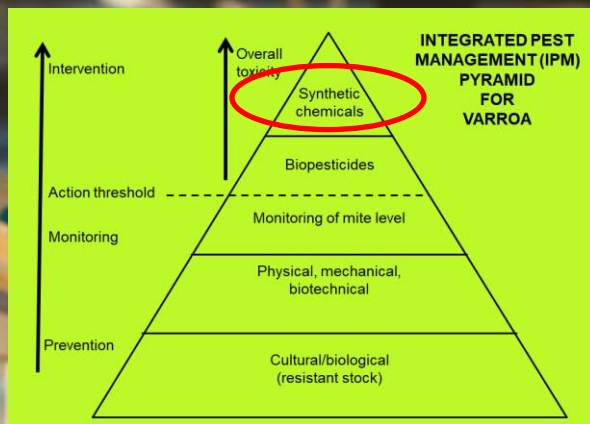 INTEGRATED PEST
MANAGEMENT (IPM)
PYRAMID
FOR
VARROA
Overall
toxicity
Intervention
Synthetic
chemicals
Biopesticides
Action threshold
Monitoring of mite level
Monitoring
Physical, mechanical,
biotechnical
Prevention
Cultural/biological
(resistant stock)